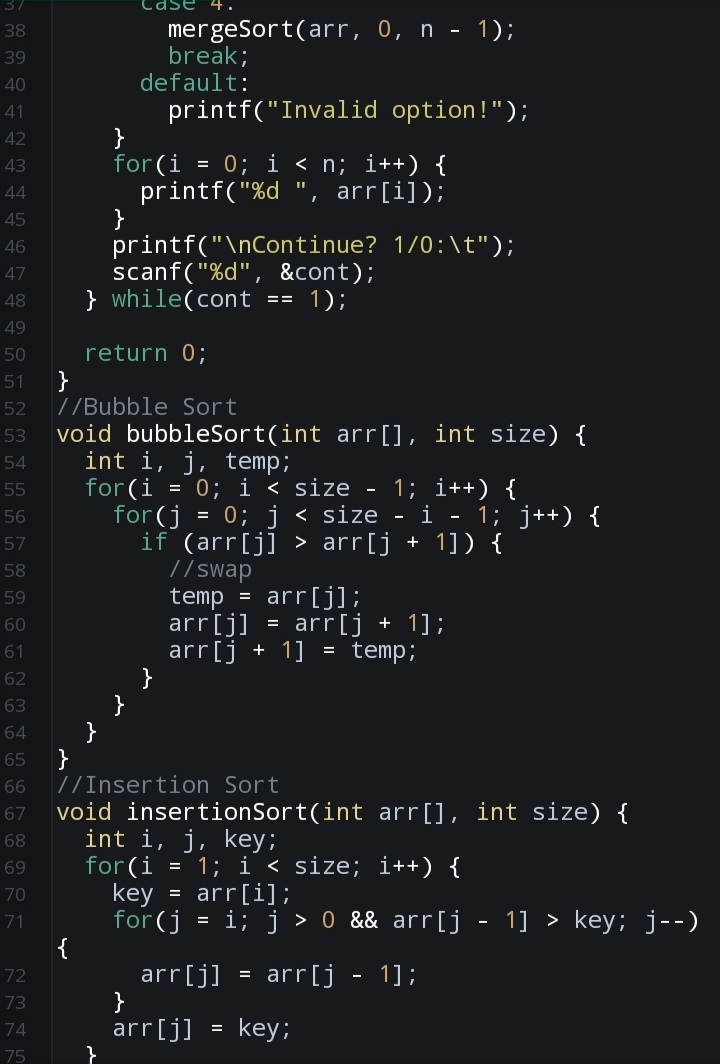 37       case 4:
38         mergeSort(arr, 0, n - 1);
39         break;
40       default:
41         printf("Invalid option!");
42     }
43     for(i = 0; i < n; i++) {
44       printf("%d ", arr[i]);
45     }
46     printf("\nContinue? 1/0:\t");
47     scanf("%d", &cont);
48   } while(cont == 1);
49
50   return 0;
51 }
52 //Bubble Sort
53 void bubbleSort(int arr[], int size) {
54   int i, j, temp;
55   for(i = 0; i < size - 1; i++) {
56     for(j = 0; j < size - i - 1; j++) {
57       if (arr[j] > arr[j + 1]) {
58         //swap
59         temp = arr[j];
60         arr[j] = arr[j + 1];
61         arr[j + 1] = temp;
62       }
63     }
64   }
65 }
66 //Insertion Sort
67 void insertionSort(int arr[], int size) {
68   int i, j, key;
69   for(i = 1; i < size; i++) {
70     key = arr[i];
71     for(j = i; j > 0 && arr[j - 1] > key; j--)
{
72       arr[j] = arr[j - 1];
73     }
74     arr[j] = key;
75   }